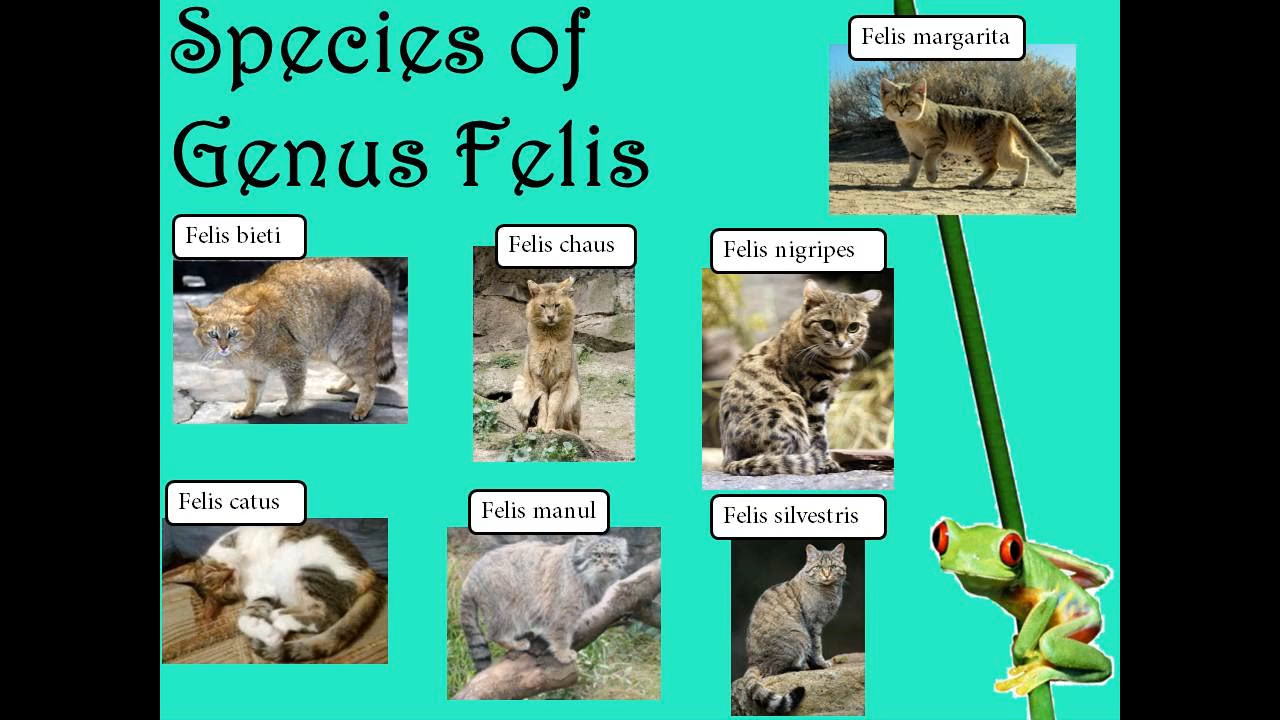 Species of
Genus Felis
Felis margarita
Felis bieti
Felis chaus
Felis nigripes
Felis catus
Felis manul
Felis silvestris